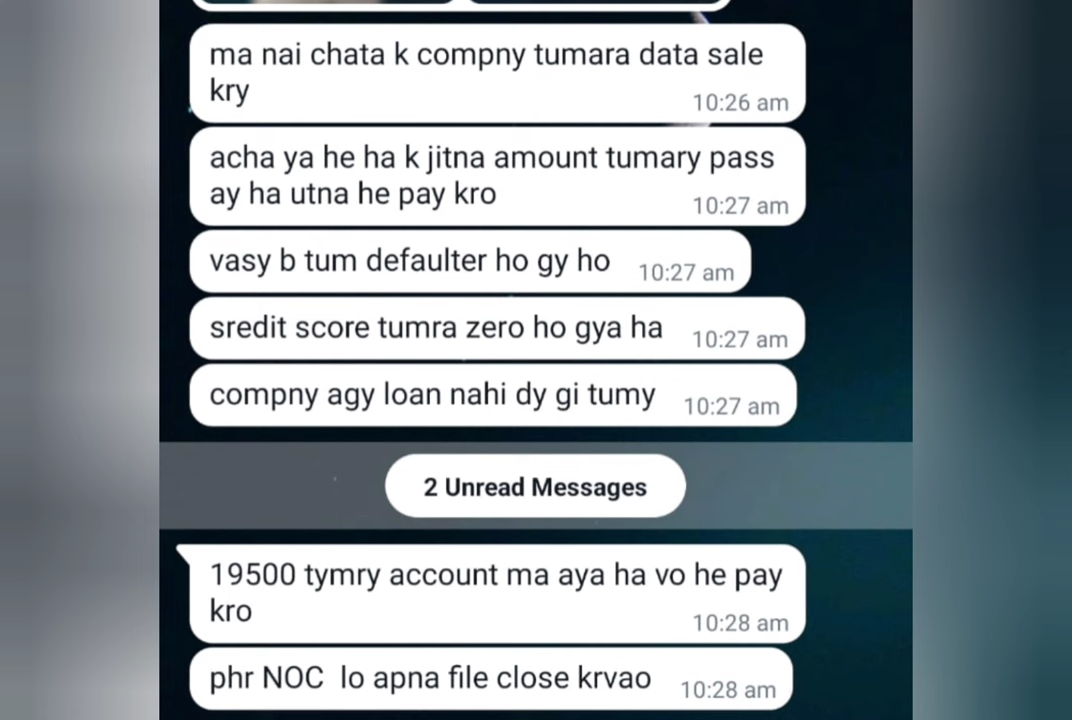 ma nai chata k compny tumara data sale
kry
10:26 am
acha ya he ha k jitna amount tumary pass
ay ha utna he pay kro
10:27 am
vasy b tum defaulter ho gy ho
10:27 am
sredit score tumra zero ho gya ha
10:27 am
compny agy loan nahi dy gi tumy
10:27 am
2 Unread Messages
19500 tymry account ma aya ha vo he pay
kro
10:28 am
phr NOC lo apna file close krvao
10:28 am